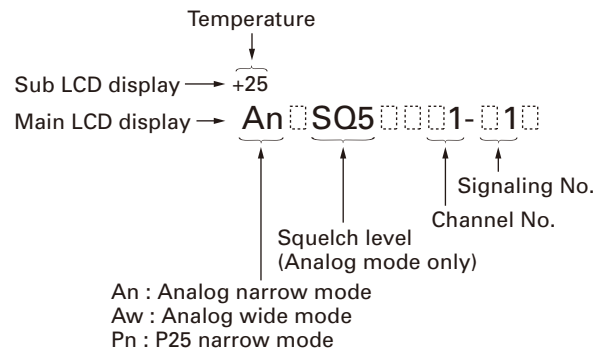 Temperature
Sub LCD display
+25
Main LCD display
An SQ5 1- 1
Signaling No.
Channel No.
Squelch level
(Analog mode only)
An : Analog narrow mode
Aw : Analog wide mode
Pn : P25 narrow mode